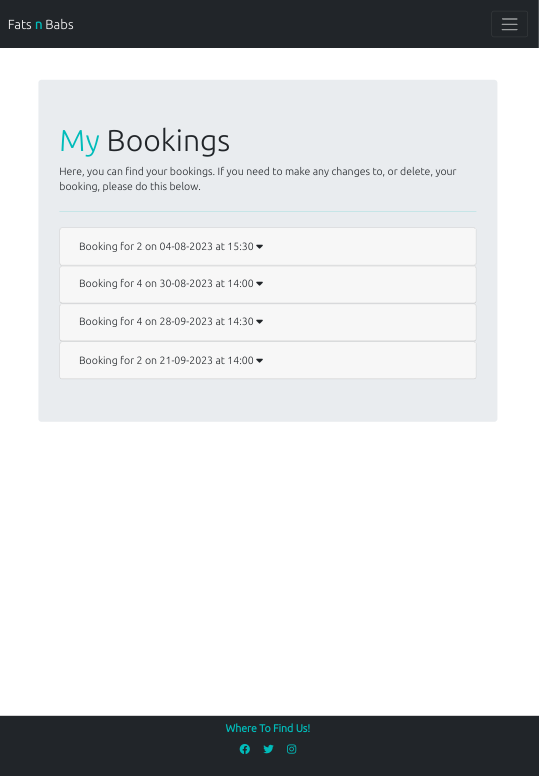 Fats n Babs
My Bookings
Here, you can find your bookings. If you need to make any changes to, or delete, your
booking, please do this below.
Booking for 2 on 04-08-2023 at 15:30
Booking for 4 on 30-08-2023 at 14:00
Booking for 4 on 28-09-2023 at 14:30
Booking for 2 on 21-09-2023 at 14:00
Where To Find Us!